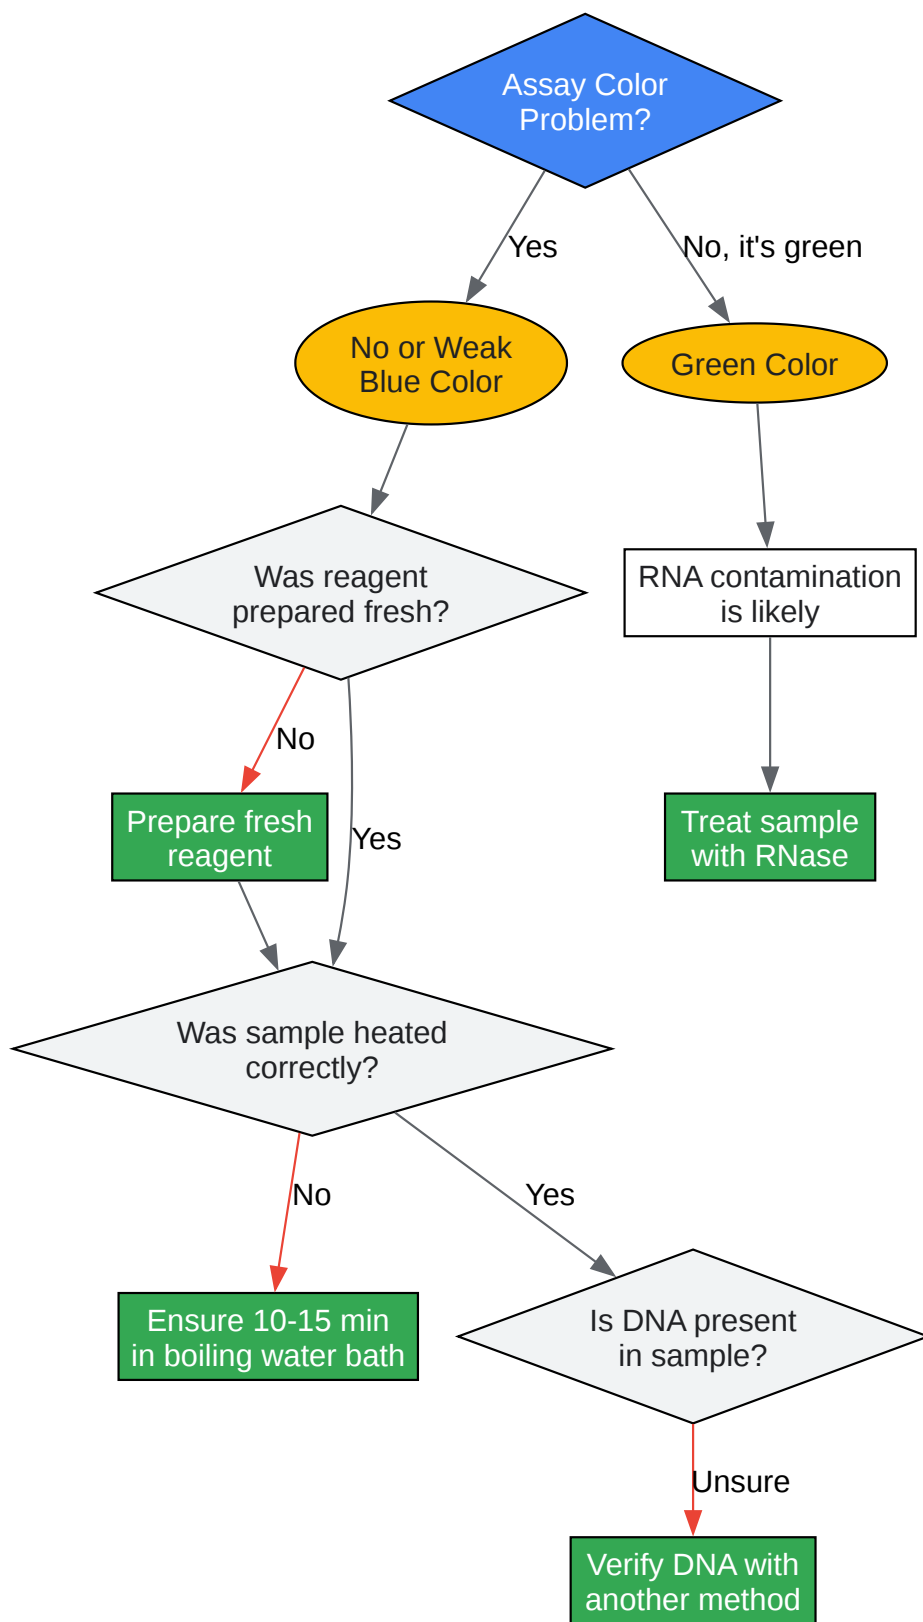 Assay Color
Problem?
Yes
No, it's green
No or Weak
Blue Color
Green Color
Was reagent
prepared fresh?
RNA contamination
is likely
No
Yes
Prepare fresh
reagent
Treat sample
with RNase
Was sample heated
correctly?
No
Yes
Ensure 10-15 min
in boiling water bath
Is DNA present
in sample?
Unsure
Verify DNA with
another method